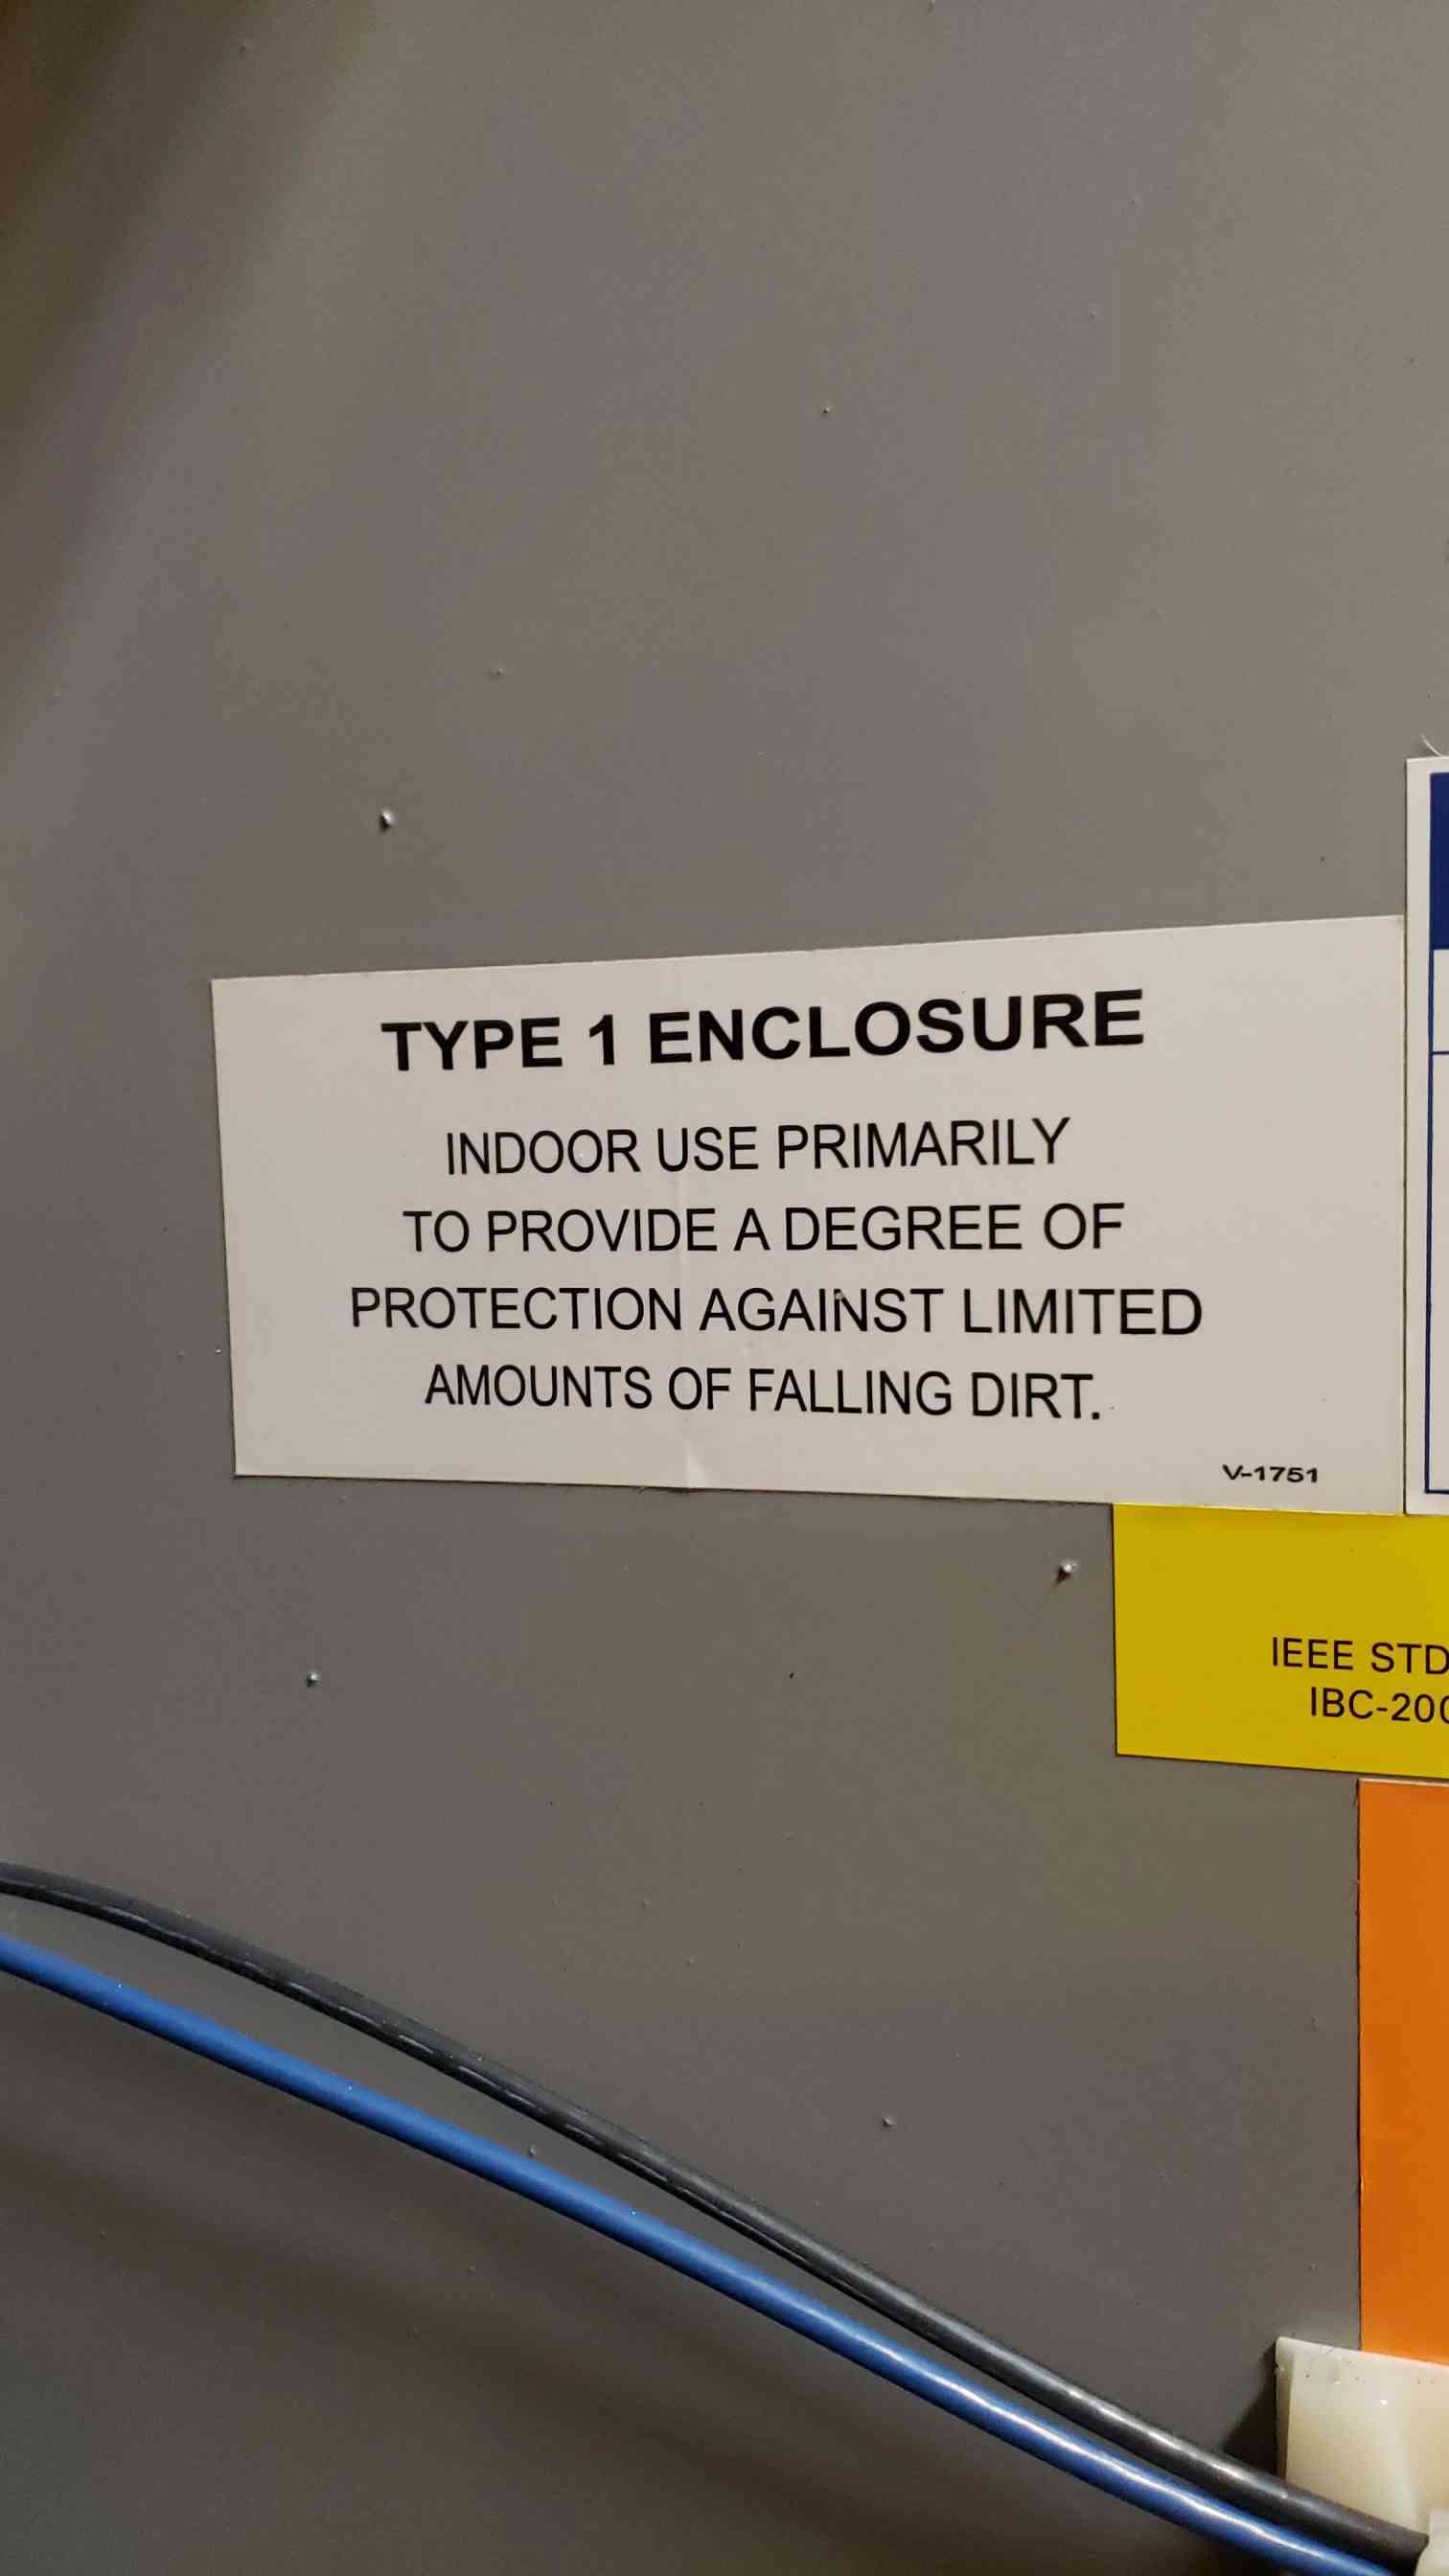 TYPE 1 ENCLOSURE
INDOOR USE PRIMARILY
TO PROVIDE A DEGREE OF
PROTECTION AGAINST LIMITED
AMOUNTS OF FALLING DIRT.
V-1751
IEEE STD
IBC-200